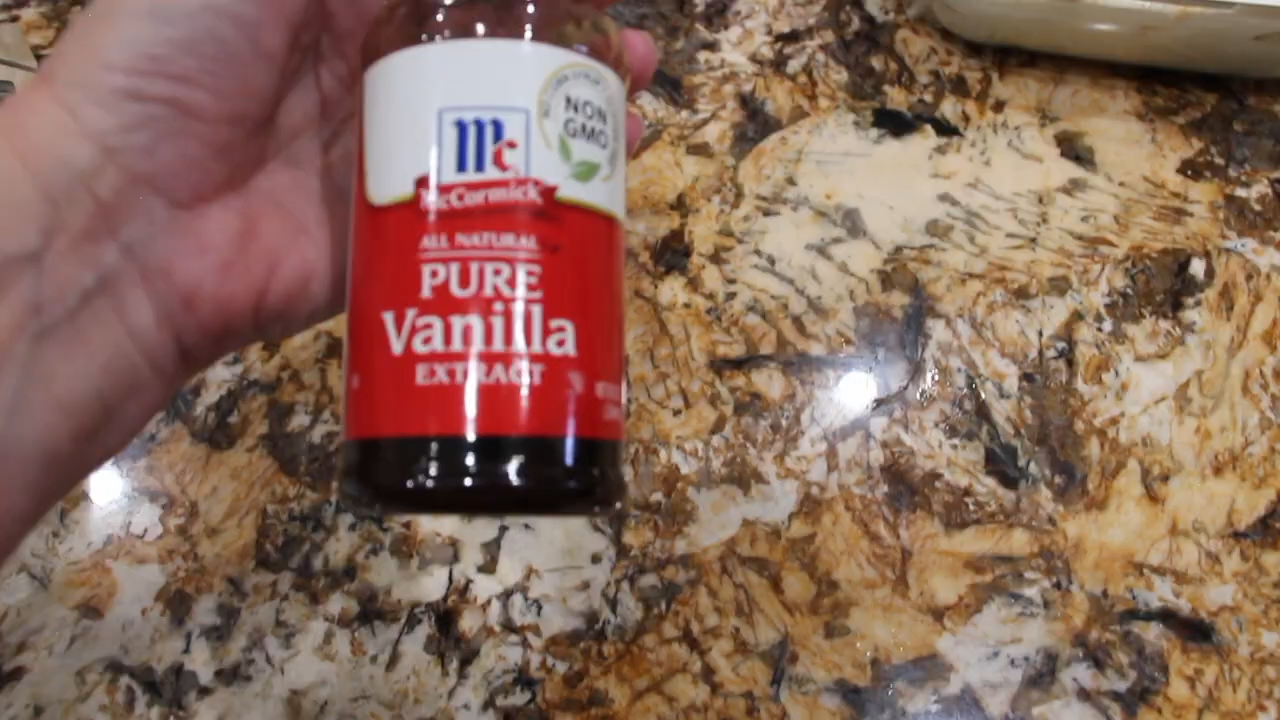 NON
GMO
Mc
McCormick
ALL NATURAL
PURE
Vanilla
EXTRACT